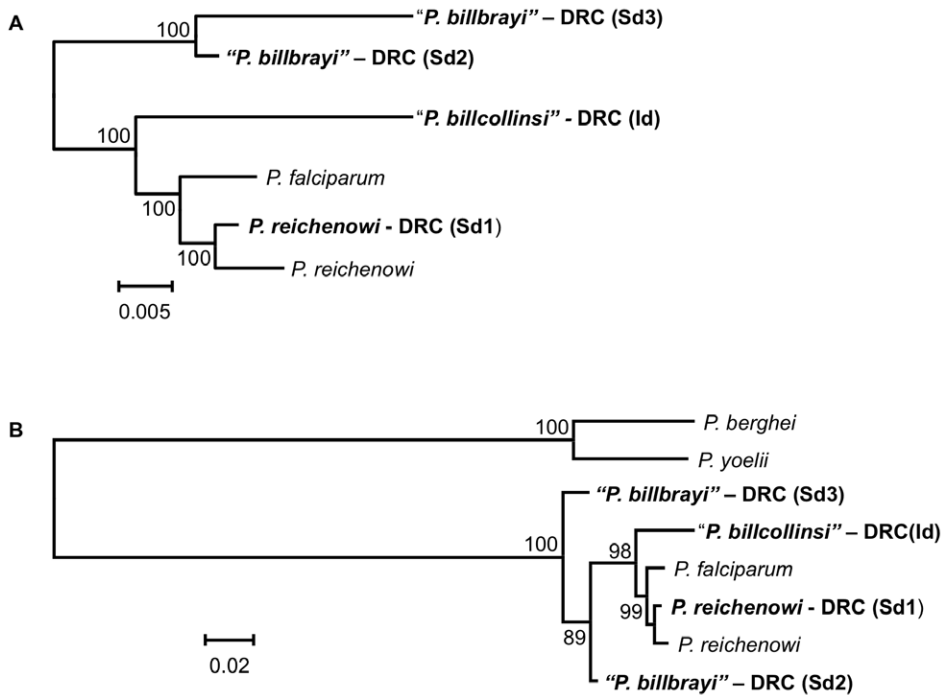 A
100
“P. billbrayi” – DRC (Sd3)
“P. billbrayi” – DRC (Sd2)
100
“P. billcollinsi” - DRC (Id)
100
P. falciparum
P. reichenowi - DRC (Sd1)
100
P. reichenowi
0.005
B
100
P. berghei
P. yoelii
100
“P. billbrayi” – DRC (Sd3)
98
“P. billcollinsi” – DRC(Id)
P. falciparum
99
P. reichenowi - DRC (Sd1)
P. reichenowi
89
“P. billbrayi” – DRC (Sd2)
0.02